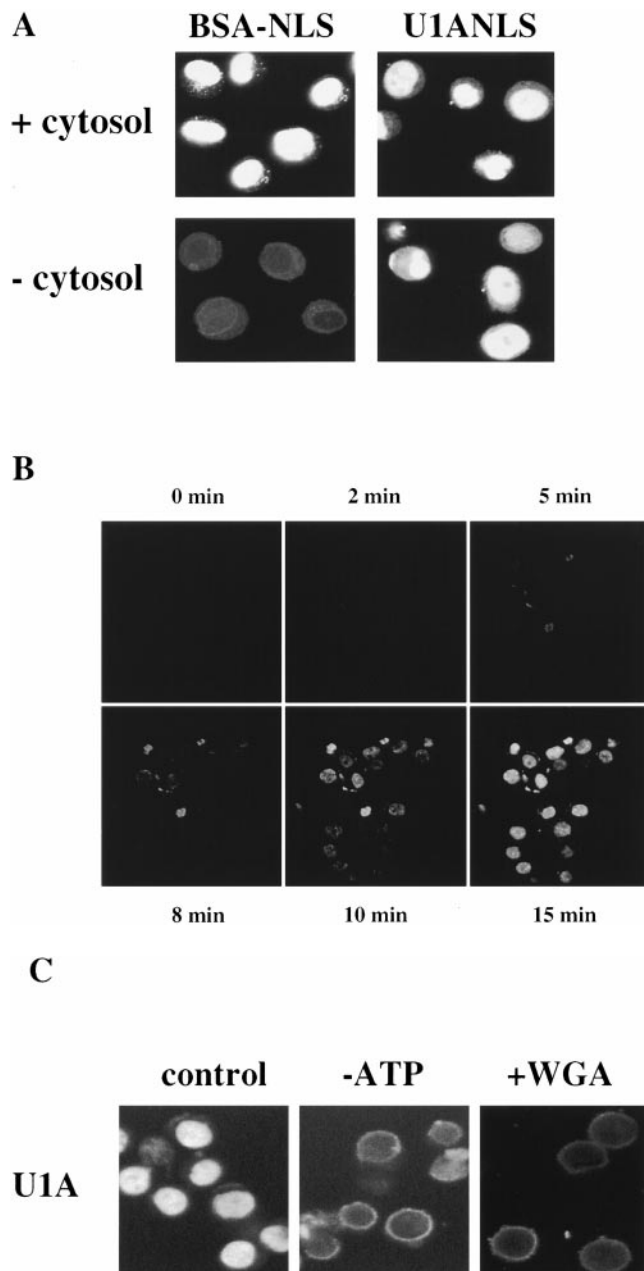 A
BSA-NLS U1ANLS
+ cytosol
- cytosol
B
0 min 2 min 5 min
8 min 10 min 15 min
C
control -ATP +WGA
U1A